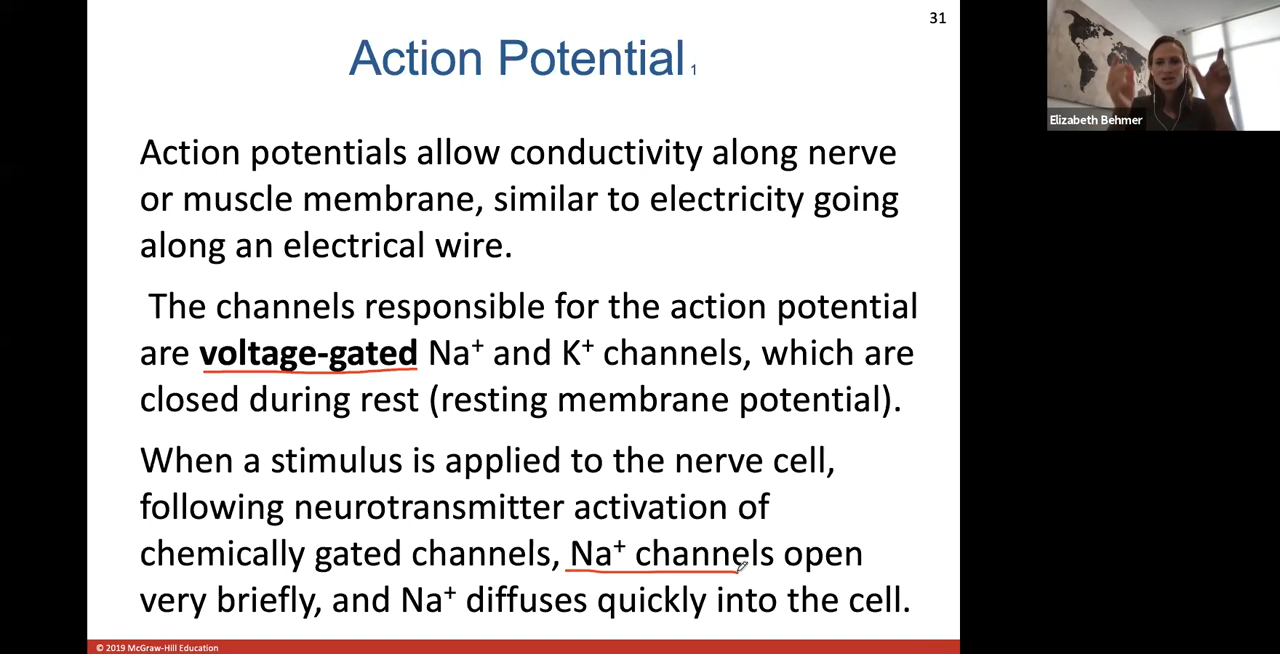 31
Action Potential 1
Elizabeth Behmer
Action potentials allow conductivity along nerve
or muscle membrane, similar to electricity going
along an electrical wire.
The channels responsible for the action potential
are voltage-gated Na⁺ and K⁺ channels, which are
closed during rest (resting membrane potential).
When a stimulus is applied to the nerve cell,
following neurotransmitter activation of
chemically gated channels, Na⁺ channels open
very briefly, and Na⁺ diffuses quickly into the cell.
© 2019 McGraw-Hill Education